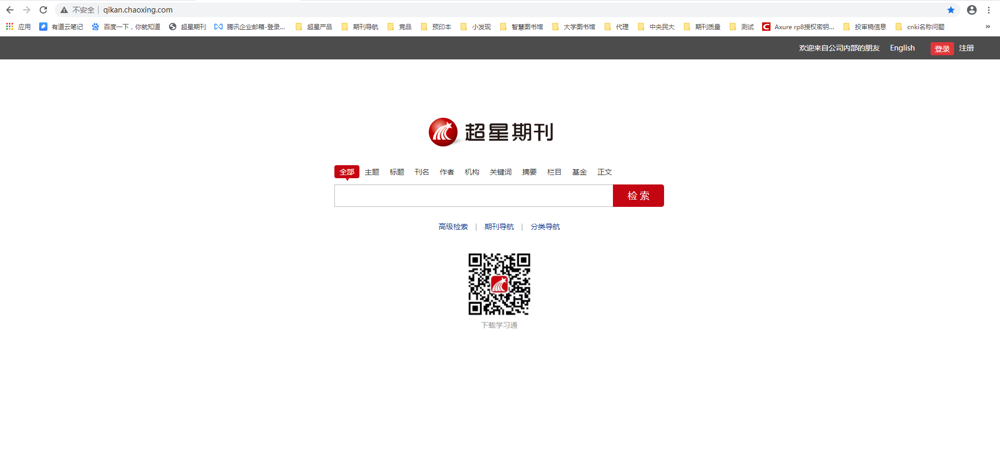 不安全 qikan.chaoxing.com
应用 有道云笔记 百度一下，你就知道 超星期刊 腾讯企业邮箱-登录... 超星产品 期刊导航 竞品 预印本 小发现 智慧图书馆 大学图书馆 代理 中央民大 期刊质量 测试 Axure rp8授权密钥... 投审稿信息 cnki名称问题 »
欢迎来自公司内部的朋友 English 登录 注册
超星期刊
全部 主题 标题 刊名 作者 机构 关键词 摘要 栏目 基金 正文
检 索
高级检索 | 期刊导航 | 分类导航
下载学习通